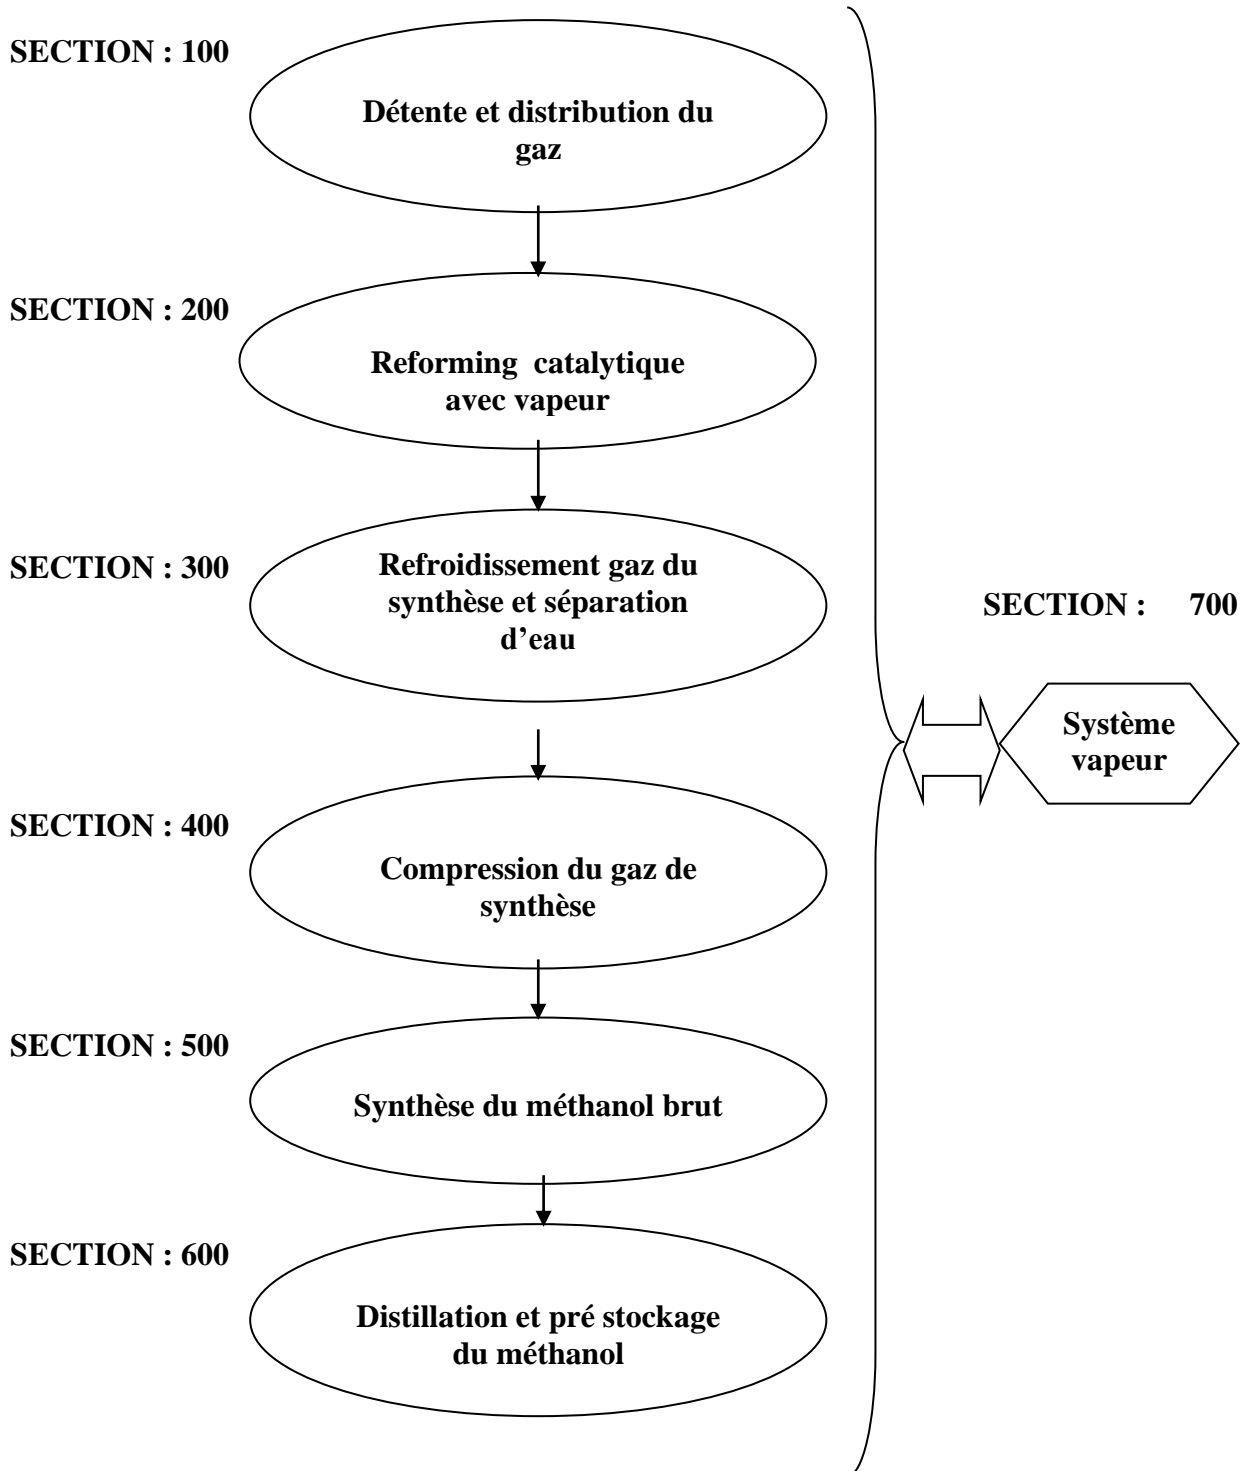 SECTION : 100
Détente et distribution du
gaz
SECTION : 200
Reforming catalytique
avec vapeur
SECTION : 300
Refroidissement gaz du
synthèse et séparation
d’eau
SECTION : 400
Compression du gaz de
synthèse
SECTION : 500
Synthèse du méthanol brut
SECTION : 600
Distillation et pré stockage
du méthanol
SECTION : 700
Système
vapeur